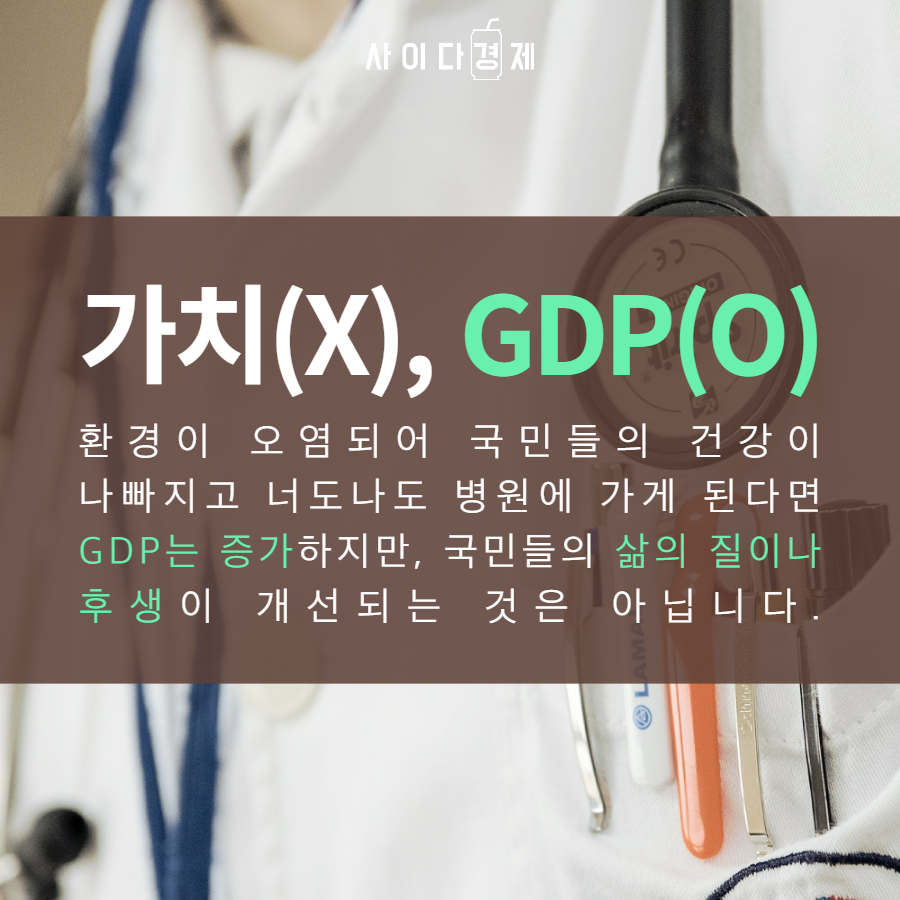 사이다경제
가치(X), GDP(O)
환경이 오염되어 국민들의 건강이
나빠지고 너도나도 병원에 가게 된다면
GDP는 증가하지만, 국민들의 삶의 질이나
후생이 개선되는 것은 아닙니다.
CE
LAMA